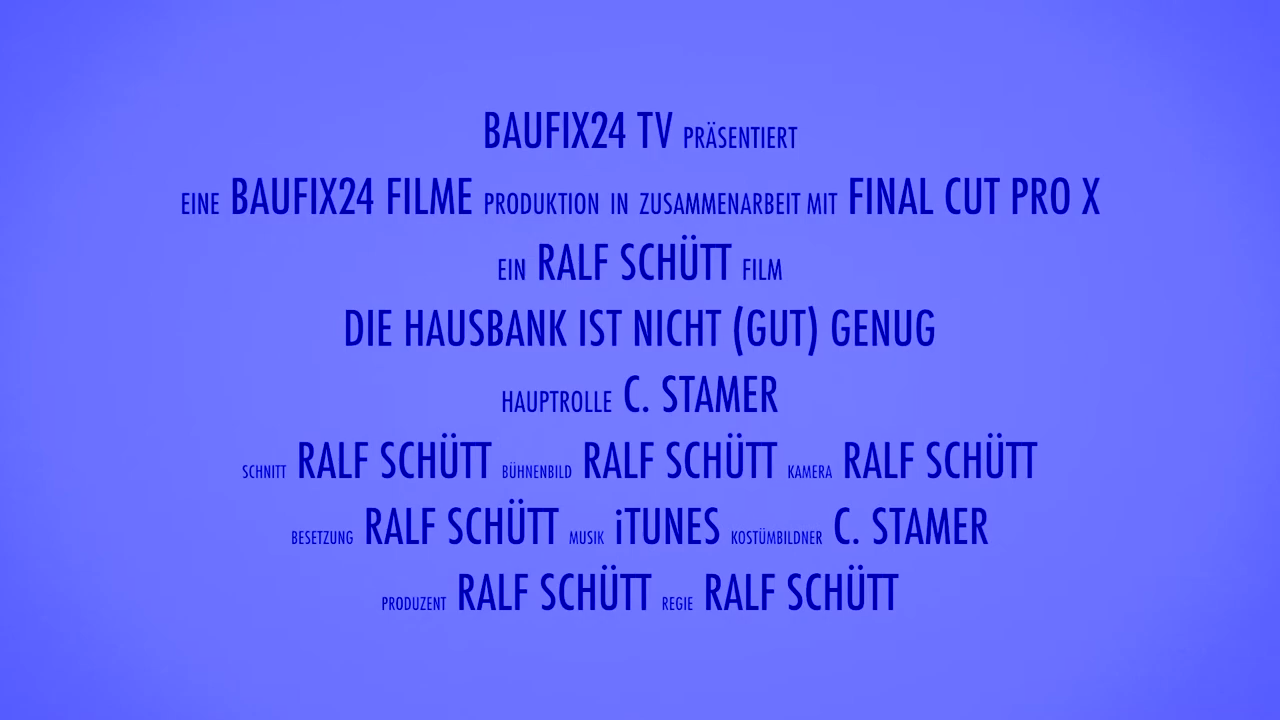 BAUFIX24 TV PRÄSENTIERT
EINE BAUFIX24 FILME PRODUKTION IN ZUSAMMENARBEIT MIT FINAL CUT PRO X
EIN RALF SCHÜTT FILM
DIE HAUSBANK IST NICHT (GUT) GENUG
HAUPTROLLE C. STAMER
SCHNITT RALF SCHÜTT BÜHNENBILD RALF SCHÜTT KAMERA RALF SCHÜTT
BESETZUNG RALF SCHÜTT MUSIK iTUNES KOSTÜMBILDNER C. STAMER
PRODUZENT RALF SCHÜTT REGIE RALF SCHÜTT